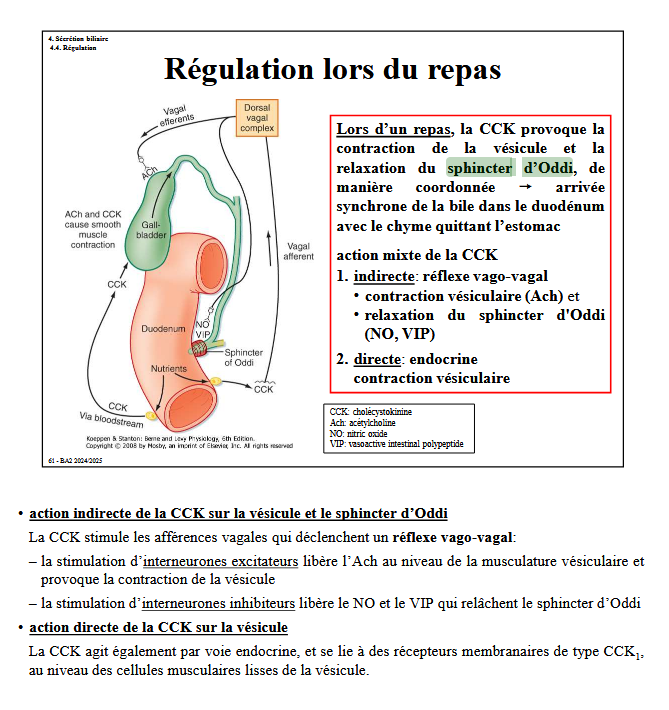 4. Sécrétion biliaire
4.4. Régulation
Régulation lors du repas
Vagal
efferents
Dorsal
vagal
complex
ACh
ACh and CCK
cause smooth
muscle
contraction
Gall-
bladder
Vagal
afferent
CCK
Duodenum
NO
VIP
Sphincter
of Oddi
Nutrients
CCK
CCK
Via bloodstream
Koeppen & Stanton: Berne and Levy Physiology, 6th Edition.
Copyright © 2008 by Mosby, an imprint of Elsevier, Inc. All rights reserved
Lors d’un repas, la CCK provoque la
contraction de la vésicule et la
relaxation du sphincter d’Oddi, de
manière coordonnée → arrivée
synchrone de la bile dans le duodénum
avec le chyme quittant l’estomac
action mixte de la CCK
1. indirecte: réflexe vago-vagal
• contraction vésiculaire (Ach) et
• relaxation du sphincter d'Oddi
(NO, VIP)
2. directe: endocrine
contraction vésiculaire
CCK: cholécystokinine
Ach: acétylcholine
NO: nitric oxide
VIP: vasoactive intestinal polypeptide
61 - BA2 2024/2025
• action indirecte de la CCK sur la vésicule et le sphincter d’Oddi
La CCK stimule les afférences vagales qui déclenchent un réflexe vago-vagal:
– la stimulation d’interneurones excitateurs libère l’Ach au niveau de la musculature vésiculaire et
provoque la contraction de la vésicule
– la stimulation d’interneurones inhibiteurs libère le NO et le VIP qui relâchent le sphincter d’Oddi
• action directe de la CCK sur la vésicule
La CCK agit également par voie endocrine, et se lie à des récepteurs membranaires de type CCK₁,
au niveau des cellules musculaires lisses de la vésicule.